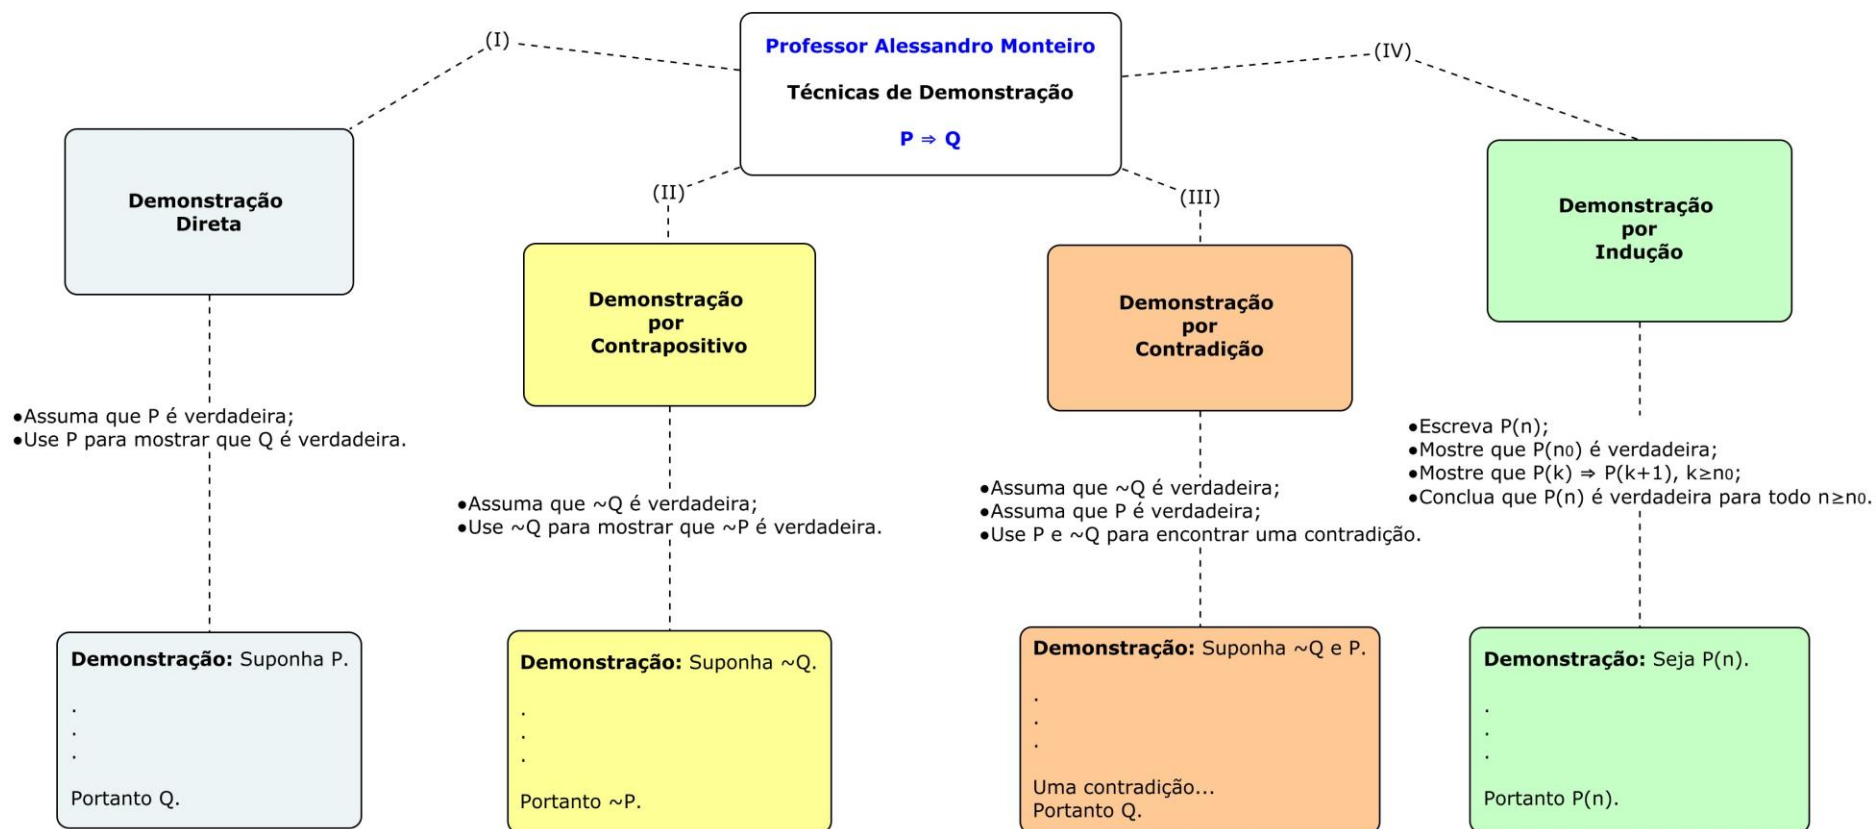 Professor Alessandro Monteiro
Técnicas de Demonstração
P ⇒ Q
(I)
(II)
(III)
(IV)
Demonstração
Direta
●Assuma que P é verdadeira;
●Use P para mostrar que Q é verdadeira.
Demonstração: Suponha P.
.
.
.
Portanto Q.
Demonstração
por
Contrapositivo
●Assuma que ~Q é verdadeira;
●Use ~Q para mostrar que ~P é verdadeira.
Demonstração: Suponha ~Q.
.
.
.
Portanto ~P.
Demonstração
por
Contradição
●Assuma que ~Q é verdadeira;
●Assuma que P é verdadeira;
●Use P e ~Q para encontrar uma contradição.
Demonstração: Suponha ~Q e P.
.
.
.
Uma contradição...
Portanto Q.
Demonstração
por
Indução
●Escreva P(n);
●Mostre que P(n₀) é verdadeira;
●Mostre que P(k) ⇒ P(k+1), k≥n₀;
●Conclua que P(n) é verdadeira para todo n≥n₀.
Demonstração: Seja P(n).
.
.
.
Portanto P(n).